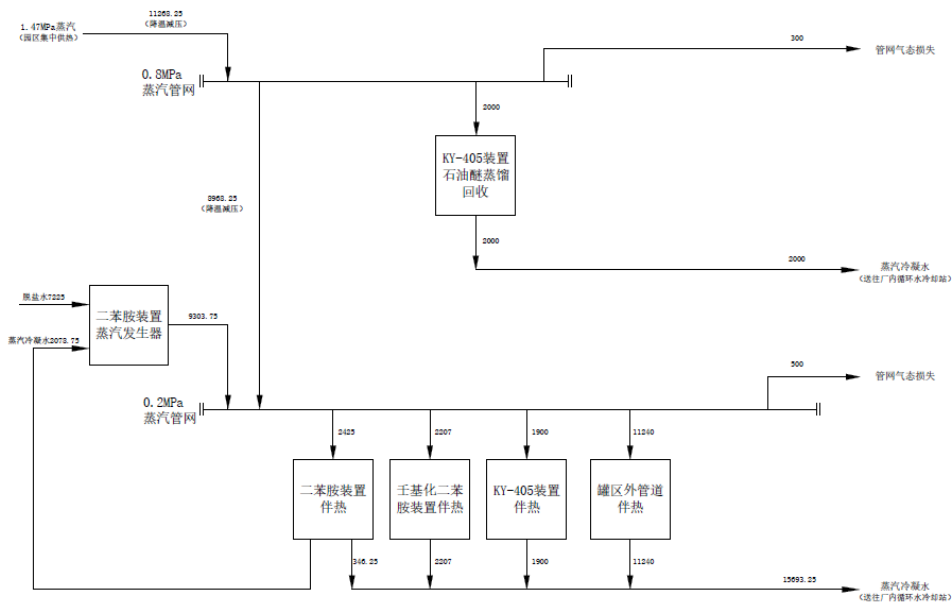 11268.25
(降温减压)
1.47MPa蒸汽
(园区集中供热)
300
管网气态损失
0.8MPa
蒸汽管网
2000
KY-405装置
石油醚蒸馏
回收
8968.25
(降温减压)
2000
2000
蒸汽冷凝水
(送往厂内循环水冷却站)
脱盐水7225
二苯胺装置
蒸汽发生器
9303.75
蒸汽冷凝水2078.75
500
管网气态损失
0.2MPa
蒸汽管网
2425
2207
1900
11240
二苯胺装置
伴热
壬基化二苯
胺装置伴热
KY-405装置
伴热
罐区外管道
伴热
346.25
2207
1900
11240
15693.25
蒸汽冷凝水
(送往厂内循环水冷却站)